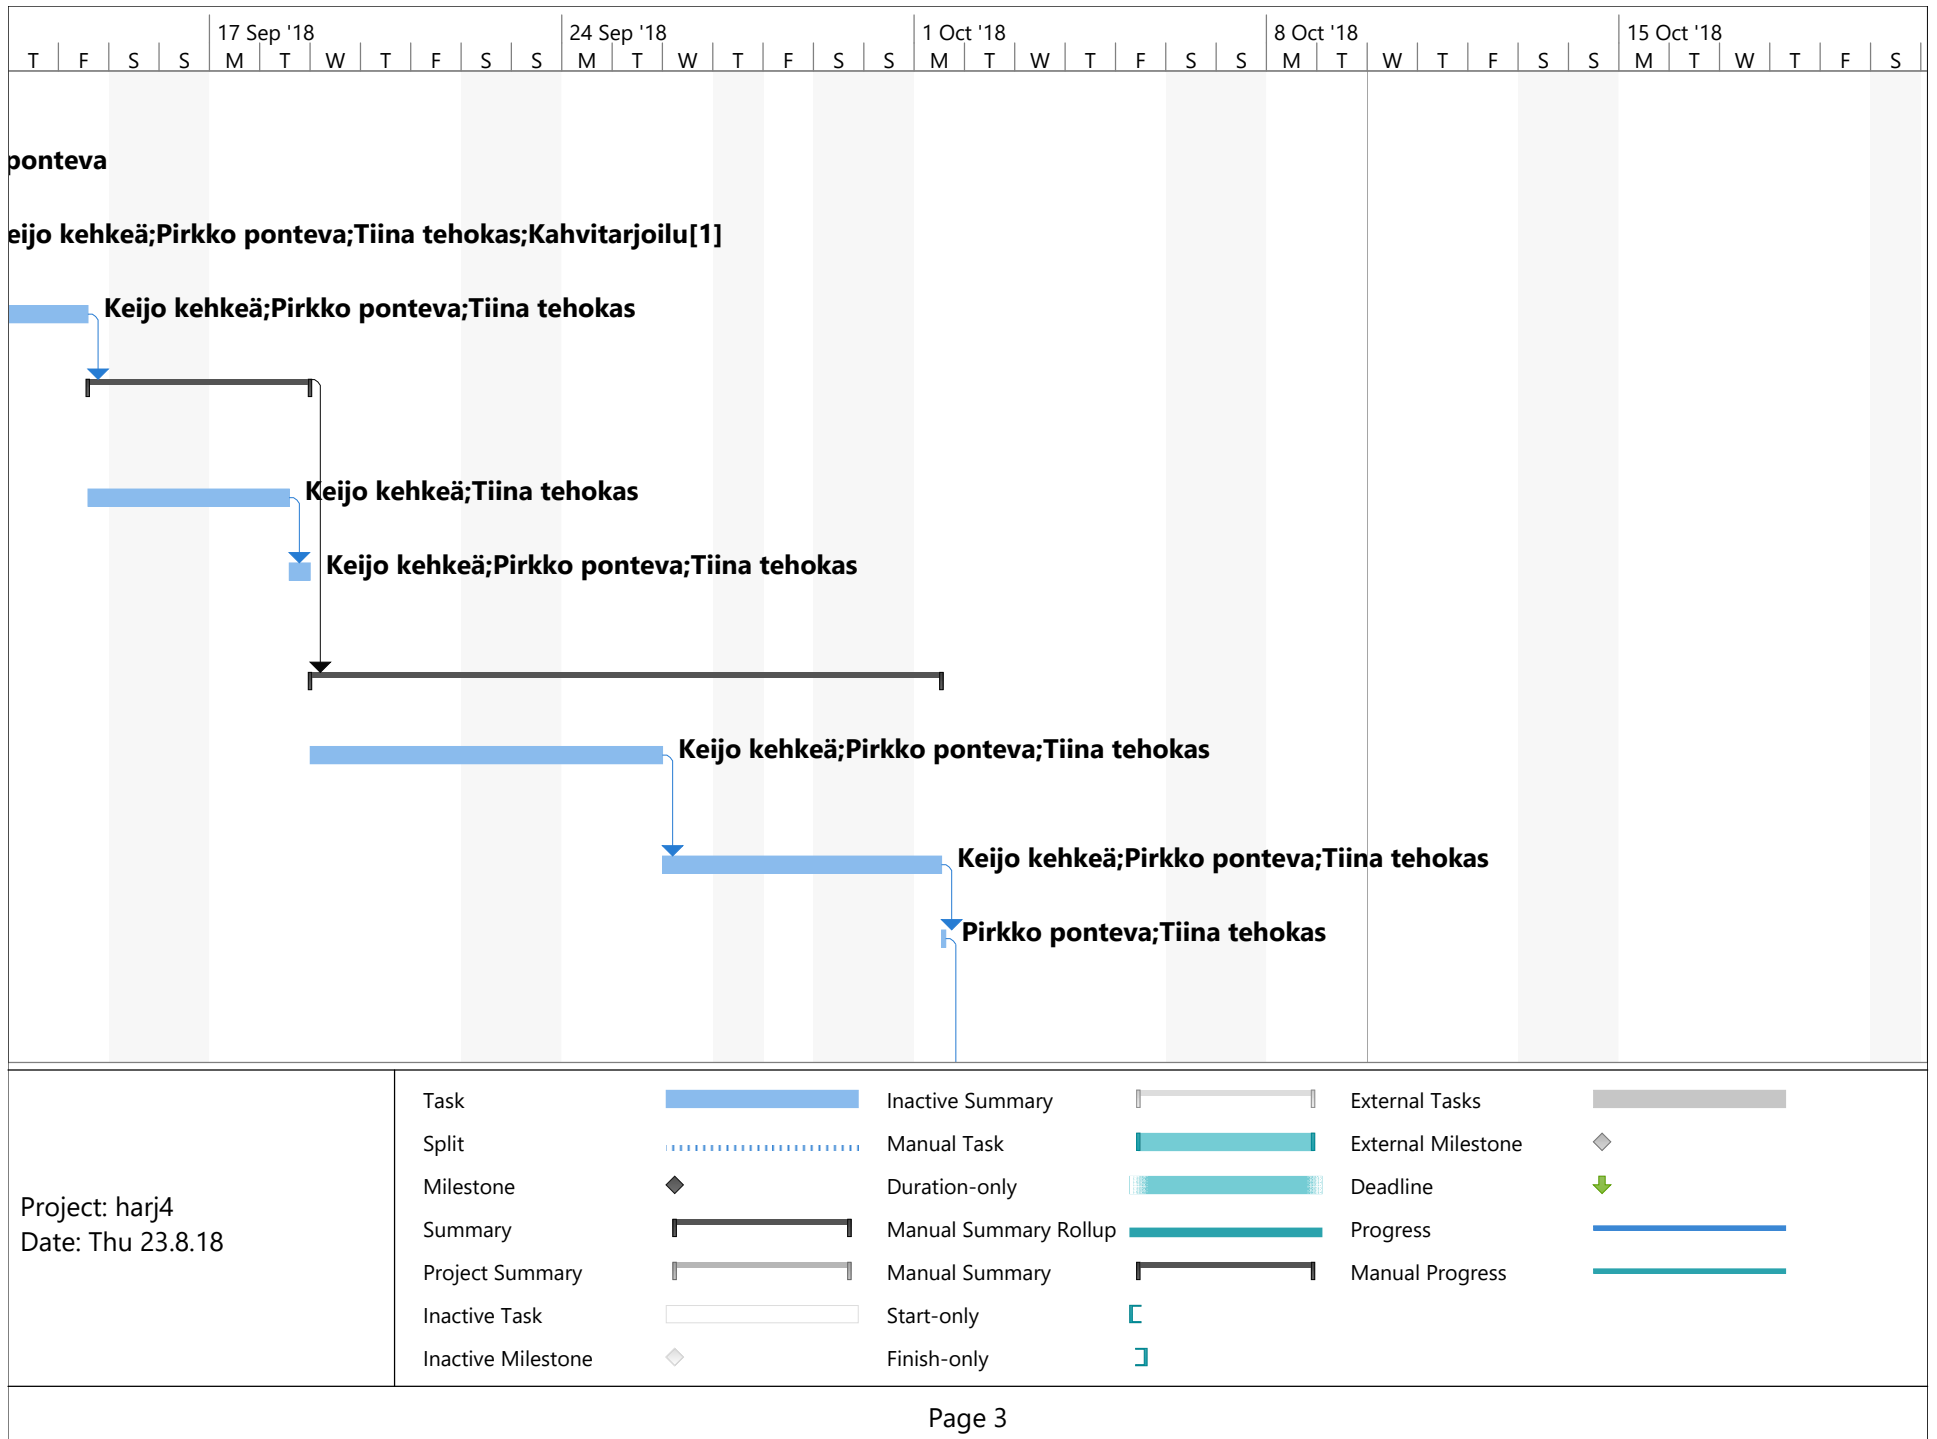 17 Sep '18 24 Sep '18 1 Oct '18 8 Oct '18 15 Oct '18
T F S S M T W T F S S M T W T F S S M T W T F S S M T W T F S S M T W T F S
ponteva
eijo kehkeä;Pirkko ponteva;Tiina tehokas;Kahvitarjoilu[1]
Keijo kehkeä;Pirkko ponteva;Tiina tehokas
Keijo kehkeä;Tiina tehokas
Keijo kehkeä;Pirkko ponteva;Tiina tehokas
Keijo kehkeä;Pirkko ponteva;Tiina tehokas
Keijo kehkeä;Pirkko ponteva;Tiina tehokas
Pirkko ponteva;Tiina tehokas
Project: harj4
Date: Thu 23.8.18
Task
Split
Milestone
Summary
Project Summary
Inactive Task
Inactive Milestone
Inactive Summary
Manual Task
Duration-only
Manual Summary Rollup
Manual Summary
Start-only
Finish-only
External Tasks
External Milestone
Deadline
Progress
Manual Progress
Page 3